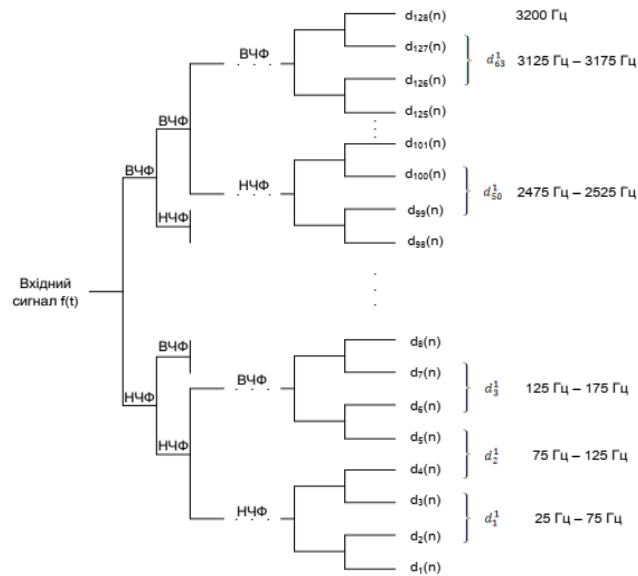 d₁₂₈(n) 3200 Гц
ВЧФ
d₁₂₇(n)
d¹₆₃ 3125 Гц – 3175 Гц
d₁₂₆(n)
d₁₂₅(n)
ВЧФ
d₁₀₁(n)
ВЧФ
НЧФ
d₁₀₀(n)
d¹₅₀ 2475 Гц – 2525 Гц
d₉₉(n)
НЧФ
d₉₈(n)
Вхідний
сигнал f(t)
d₈(n)
ВЧФ
d₇(n)
ВЧФ
d¹₃ 125 Гц – 175 Гц
НЧФ
d₆(n)
d₅(n)
НЧФ
d¹₂ 75 Гц – 125 Гц
d₄(n)
d₃(n)
НЧФ
d¹₁ 25 Гц – 75 Гц
d₂(n)
d₁(n)